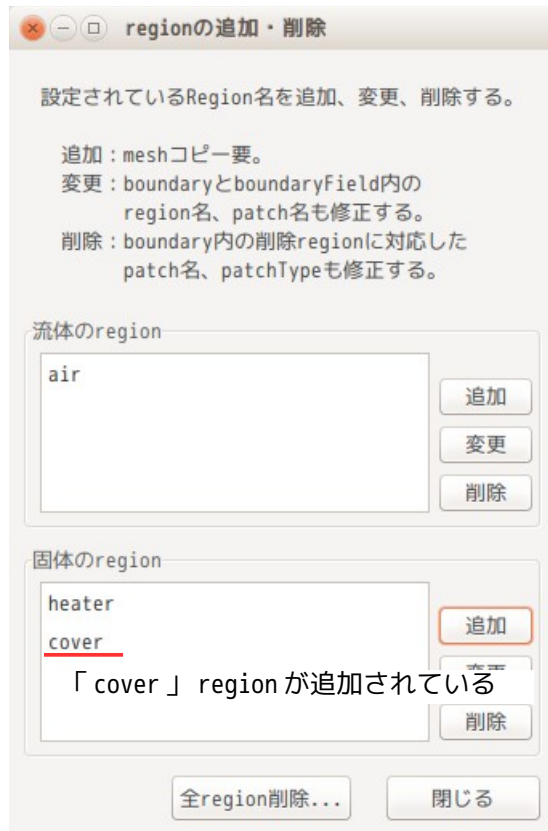 regionの追加・削除
設定されているRegion名を追加、変更、削除する。
追加：meshコピー要。
変更：boundaryとboundaryField内の
region名、patch名も修正する。
削除：boundary内の削除regionに対応した
patch名、patchTypeも修正する。
流体のregion
air
追加
変更
削除
固体のregion
heater
追加
cover
「cover」regionが追加されている
削除
全region削除...
閉じる